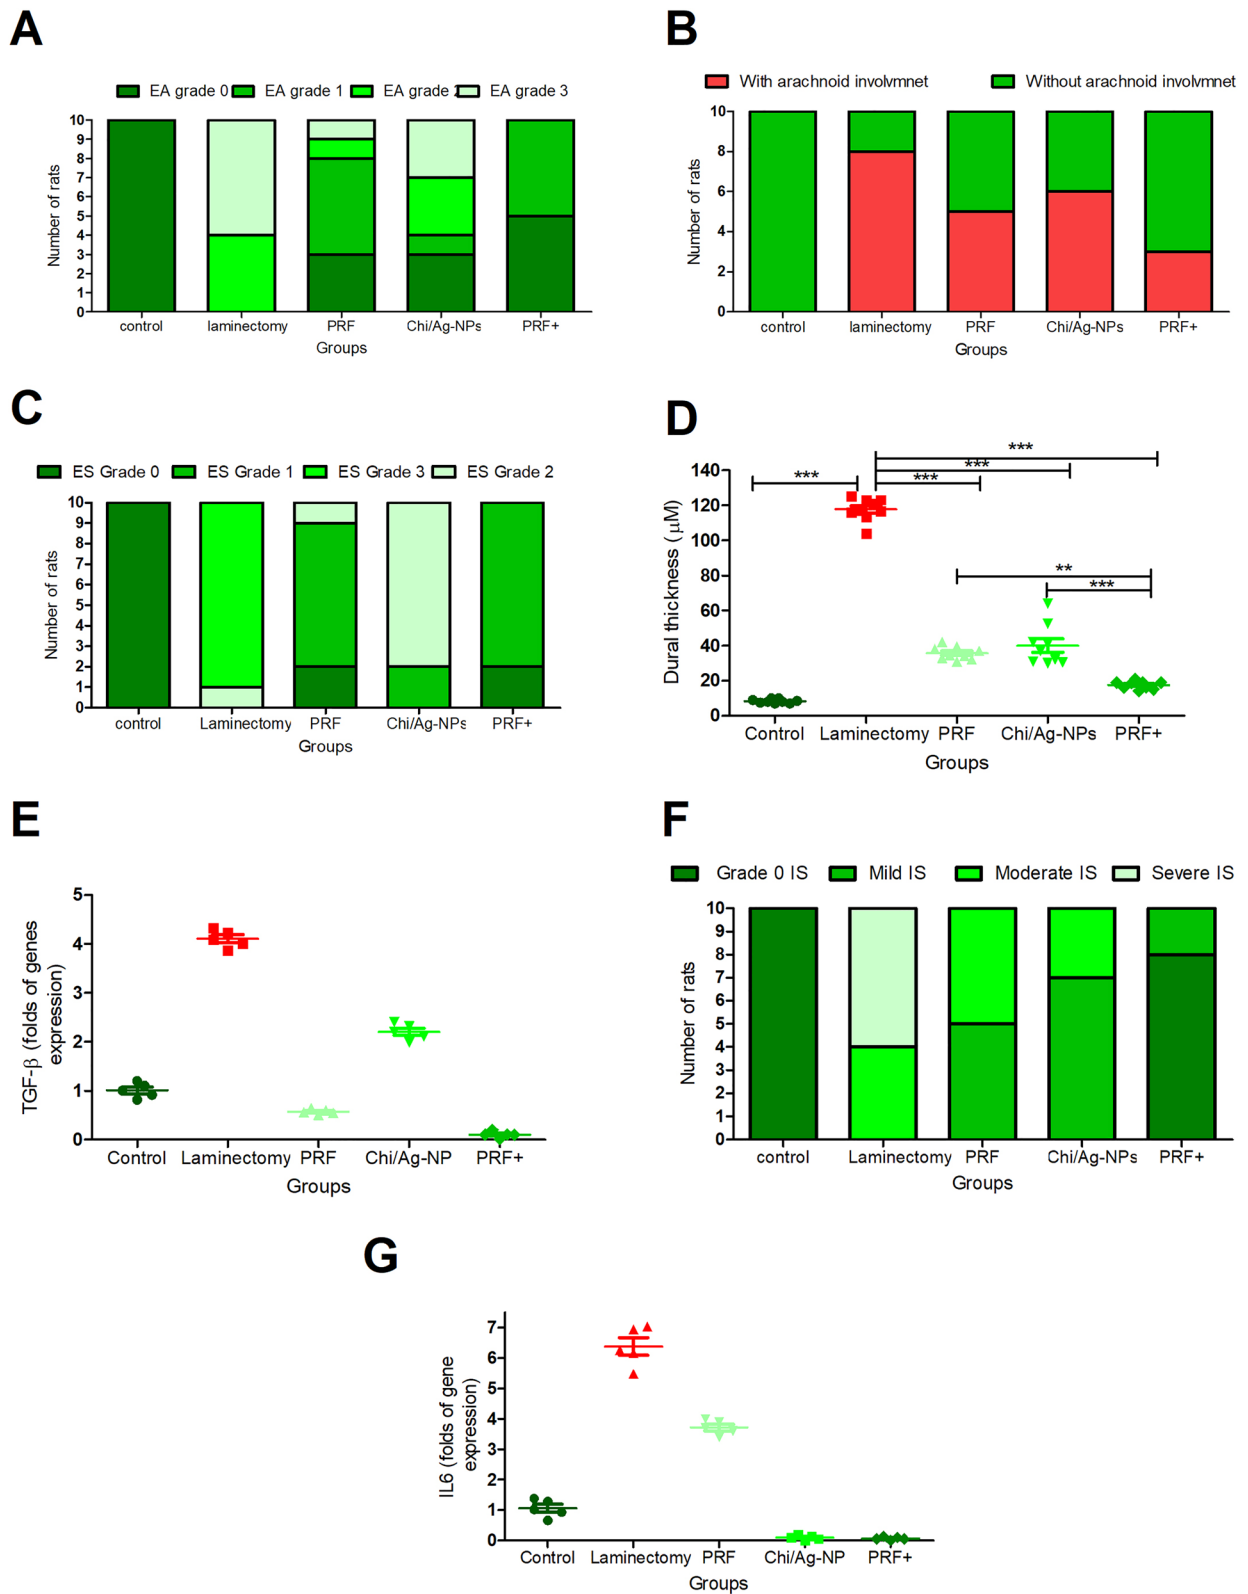 A
EA grade 0 EA grade 1 EA grade 2 EA grade 3
10
9
8
7
6
5
4
3
2
1
0
Number of rats
control laminectomy PRF Chi/Ag-NPs PRF+
Groups
B
With arachnoid involvmnet Without arachnoid involvmnet
10
8
6
4
2
0
Number of rats
control laminectomy PRF Chi/Ag-NPs PRF+
Groups
C
ES Grade 0 ES Grade 1 ES Grade 3 ES Grade 2
10
9
8
7
6
5
4
3
2
1
0
Number of rats
control Laminectomy PRF Chi/Ag-NPs PRF+
Groups
D
***
***
*** ***
**
***
140
120
100
80
60
40
20
0
Dural thickness (μM)
Control Laminectomy PRF Chi/Ag-NPs PRF+
Groups
E
5
4
3
2
1
0
TGF-β (folds of genes
expression)
Control Laminectomy PRF Chi/Ag-NP PRF+
Groups
F
Grade 0 IS Mild IS Moderate IS Severe IS
10
9
8
7
6
5
4
3
2
1
0
Number of rats
control Laminectomy PRF Chi/Ag-NPs PRF+
Groups
G
7
6
5
4
3
2
1
0
IL6 (folds of gene
expression)
Control Laminectomy PRF Chi/Ag-NP PRF+
Groups